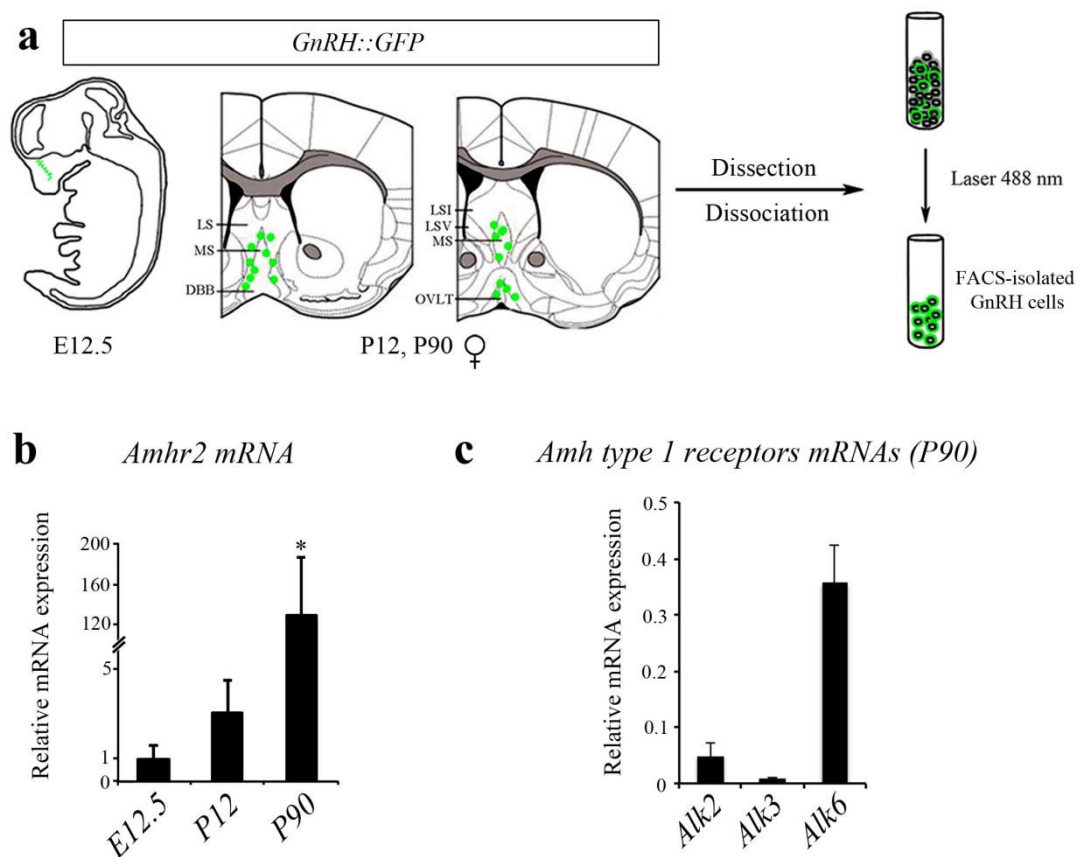 a
GnRH::GFP
LS
MS
DBB
LSI
LSV
MS
OVLT
E12.5
P12, P90 ♀
Dissection
Dissociation
Laser 488 nm
FACS-isolated
GnRH cells
b
Amhr2 mRNA
Relative mRNA expression
200
160
120
5
1
0
*
E12.5
P12
P90
c
Amh type 1 receptors mRNAs (P90)
Relative mRNA expression
0.5
0.4
0.3
0.2
0.1
0
Alk2
Alk3
Alk6